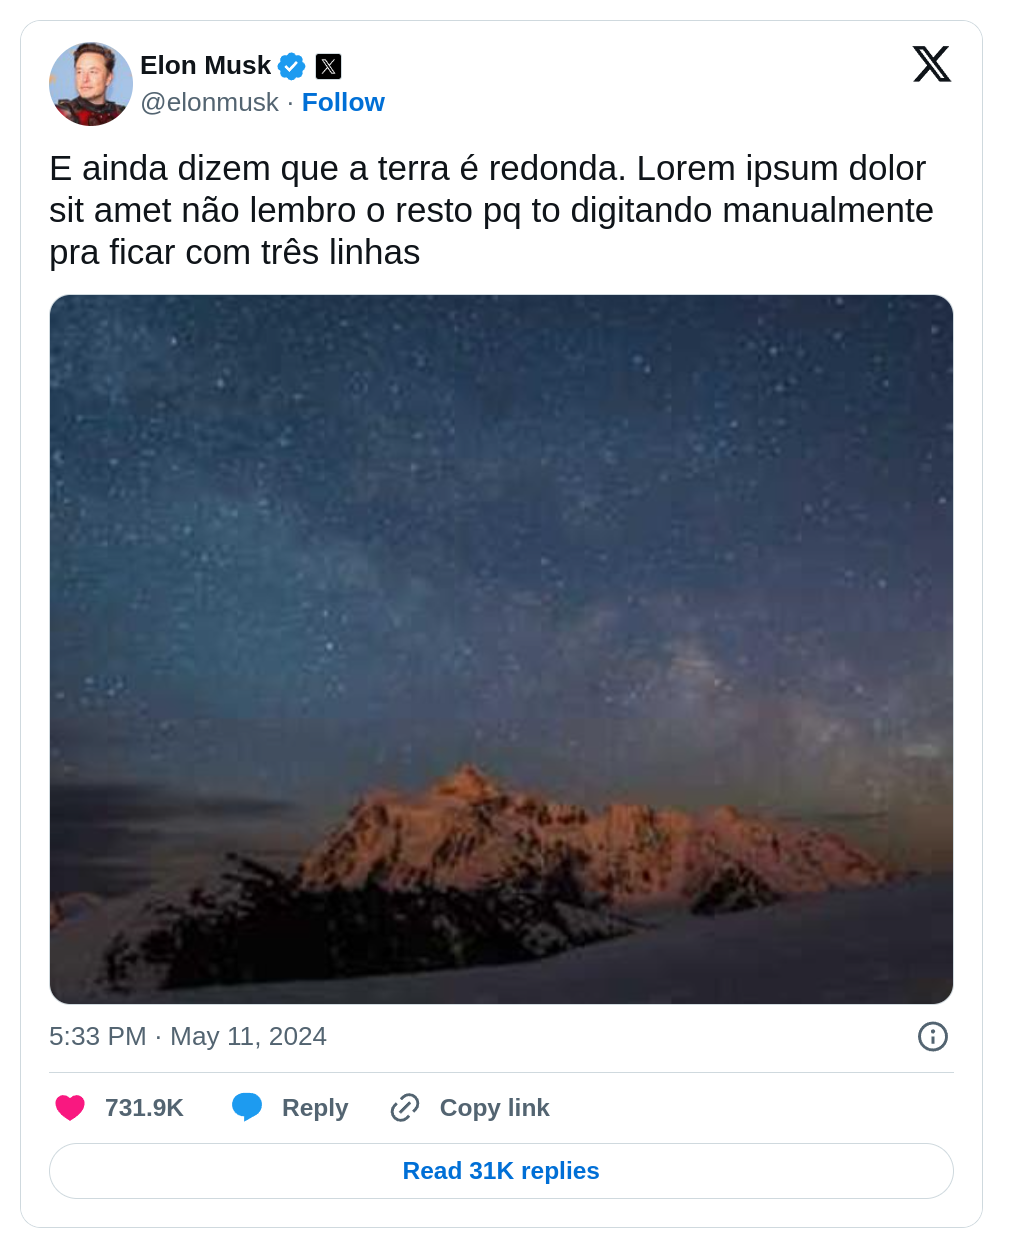 Elon Musk
@elonmusk · Follow
E ainda dizem que a terra é redonda. Lorem ipsum dolor
sit amet não lembro o resto pq to digitando manualmente
pra ficar com três linhas
5:33 PM · May 11, 2024
731.9K Reply Copy link
Read 31K replies